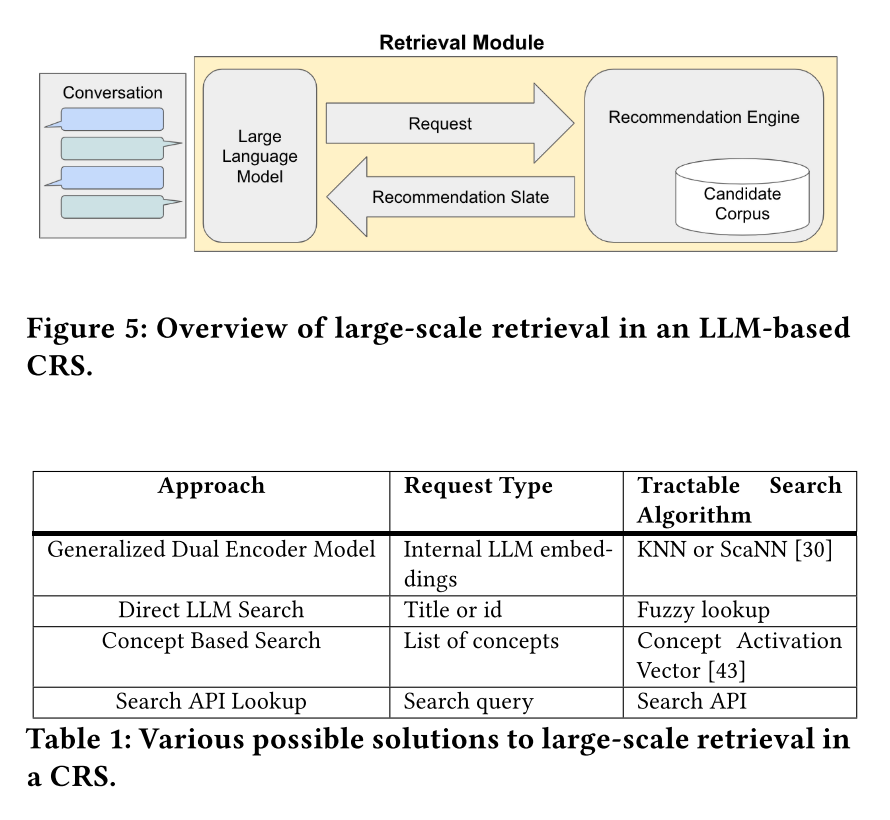 Retrieval Module
Conversation
Large
Language
Model
Request
Recommendation Slate
Recommendation Engine
Candidate
Corpus
Figure 5: Overview of large-scale retrieval in an LLM-based
CRS.
Approach
Request Type
Tractable Search
Algorithm
Generalized Dual Encoder Model
Internal LLM embed-
dings
KNN or ScaNN [30]
Direct LLM Search
Title or id
Fuzzy lookup
Concept Based Search
List of concepts
Concept Activation
Vector [43]
Search API Lookup
Search query
Search API
Table 1: Various possible solutions to large-scale retrieval in
a CRS.